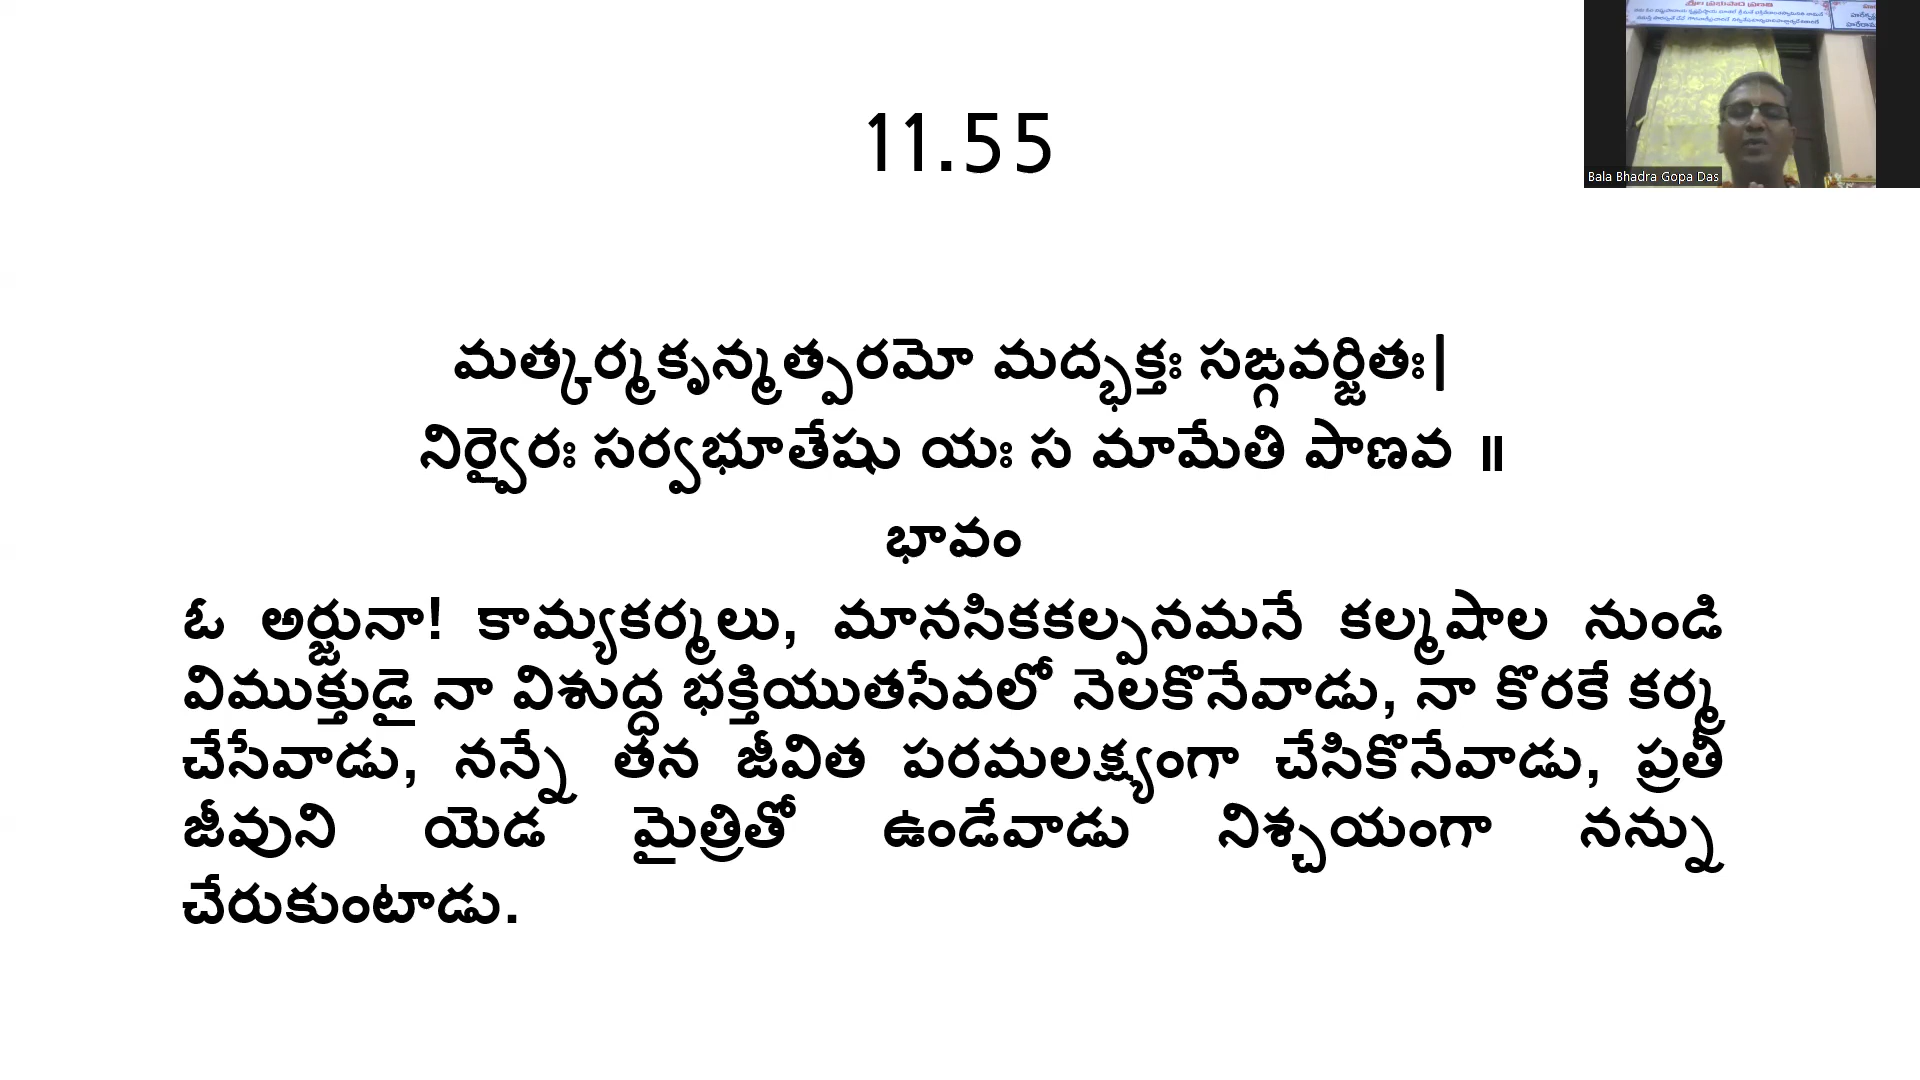 శ్రీల ప్రభుపాద ప్రణతి
Bala Bhadra Gopa Das
11.55
మత్కర్మకృన్మత్పరమో మద్భక్తః సఙ్గవర్జితః|
నిర్వైరః సర్వభూతేషు యః స మామేతి పాణవ ॥
భావం
ఓ అర్జునా! కామ్యకర్మలు, మానసికకల్పనమనే కల్మషాల నుండి
విముక్తుడై నా విశుద్ధ భక్తియుతసేవలో నెలకొనేవాడు, నా కొరకే కర్మ
చేసేవాడు, నన్నే తన జీవిత పరమలక్ష్యంగా చేసికొనేవాడు, ప్రతీ
జీవుని యెడ మైత్రితో ఉండేవాడు నిశ్చయంగా నన్ను
చేరుకుంటాడు.